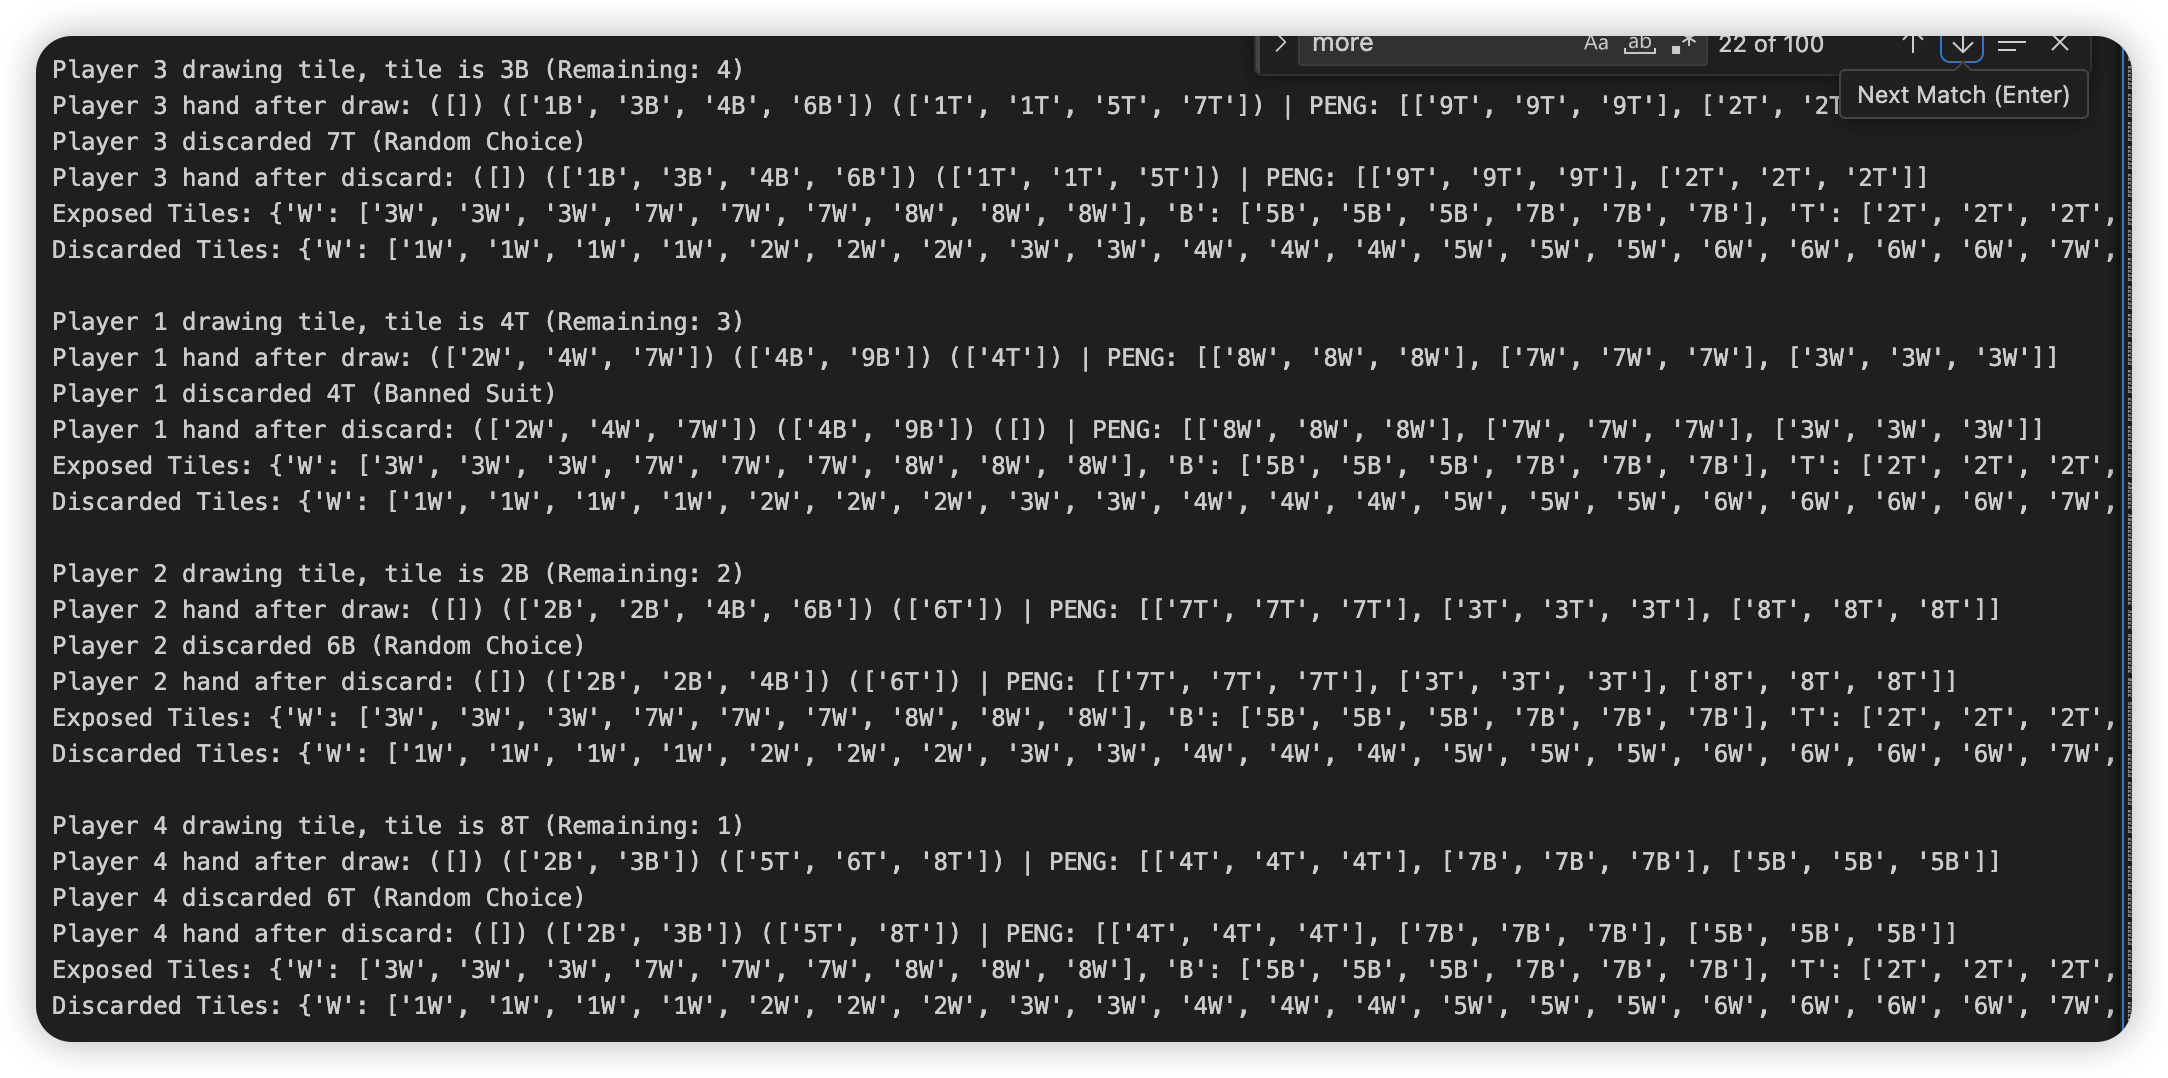 more Aa ab .* 22 of 100
Next Match (Enter)
Player 3 drawing tile, tile is 3B (Remaining: 4)
Player 3 hand after draw: ([]) (['1B', '3B', '4B', '6B']) (['1T', '1T', '5T', '7T']) | PENG: [['9T', '9T', '9T'], ['2T', '2T
Player 3 discarded 7T (Random Choice)
Player 3 hand after discard: ([]) (['1B', '3B', '4B', '6B']) (['1T', '1T', '5T']) | PENG: [['9T', '9T', '9T'], ['2T', '2T', '2T']]
Exposed Tiles: {'W': ['3W', '3W', '3W', '7W', '7W', '7W', '8W', '8W', '8W'], 'B': ['5B', '5B', '5B', '7B', '7B', '7B'], 'T': ['2T', '2T', '2T',
Discarded Tiles: {'W': ['1W', '1W', '1W', '1W', '2W', '2W', '2W', '3W', '3W', '4W', '4W', '4W', '5W', '5W', '5W', '6W', '6W', '6W', '6W', '7W',
Player 1 drawing tile, tile is 4T (Remaining: 3)
Player 1 hand after draw: (['2W', '4W', '7W']) (['4B', '9B']) (['4T']) | PENG: [['8W', '8W', '8W'], ['7W', '7W', '7W'], ['3W', '3W', '3W']]
Player 1 discarded 4T (Banned Suit)
Player 1 hand after discard: (['2W', '4W', '7W']) (['4B', '9B']) ([]) | PENG: [['8W', '8W', '8W'], ['7W', '7W', '7W'], ['3W', '3W', '3W']]
Exposed Tiles: {'W': ['3W', '3W', '3W', '7W', '7W', '7W', '8W', '8W', '8W'], 'B': ['5B', '5B', '5B', '7B', '7B', '7B'], 'T': ['2T', '2T', '2T',
Discarded Tiles: {'W': ['1W', '1W', '1W', '1W', '2W', '2W', '2W', '3W', '3W', '4W', '4W', '4W', '5W', '5W', '5W', '6W', '6W', '6W', '6W', '7W',
Player 2 drawing tile, tile is 2B (Remaining: 2)
Player 2 hand after draw: ([]) (['2B', '2B', '4B', '6B']) (['6T']) | PENG: [['7T', '7T', '7T'], ['3T', '3T', '3T'], ['8T', '8T', '8T']]
Player 2 discarded 6B (Random Choice)
Player 2 hand after discard: ([]) (['2B', '2B', '4B']) (['6T']) | PENG: [['7T', '7T', '7T'], ['3T', '3T', '3T'], ['8T', '8T', '8T']]
Exposed Tiles: {'W': ['3W', '3W', '3W', '7W', '7W', '7W', '8W', '8W', '8W'], 'B': ['5B', '5B', '5B', '7B', '7B', '7B'], 'T': ['2T', '2T', '2T',
Discarded Tiles: {'W': ['1W', '1W', '1W', '1W', '2W', '2W', '2W', '3W', '3W', '4W', '4W', '4W', '5W', '5W', '5W', '6W', '6W', '6W', '6W', '7W',
Player 4 drawing tile, tile is 8T (Remaining: 1)
Player 4 hand after draw: ([]) (['2B', '3B']) (['5T', '6T', '8T']) | PENG: [['4T', '4T', '4T'], ['7B', '7B', '7B'], ['5B', '5B', '5B']]
Player 4 discarded 6T (Random Choice)
Player 4 hand after discard: ([]) (['2B', '3B']) (['5T', '8T']) | PENG: [['4T', '4T', '4T'], ['7B', '7B', '7B'], ['5B', '5B', '5B']]
Exposed Tiles: {'W': ['3W', '3W', '3W', '7W', '7W', '7W', '8W', '8W', '8W'], 'B': ['5B', '5B', '5B', '7B', '7B', '7B'], 'T': ['2T', '2T', '2T',
Discarded Tiles: {'W': ['1W', '1W', '1W', '1W', '2W', '2W', '2W', '3W', '3W', '4W', '4W', '4W', '5W', '5W', '5W', '6W', '6W', '6W', '6W', '7W',